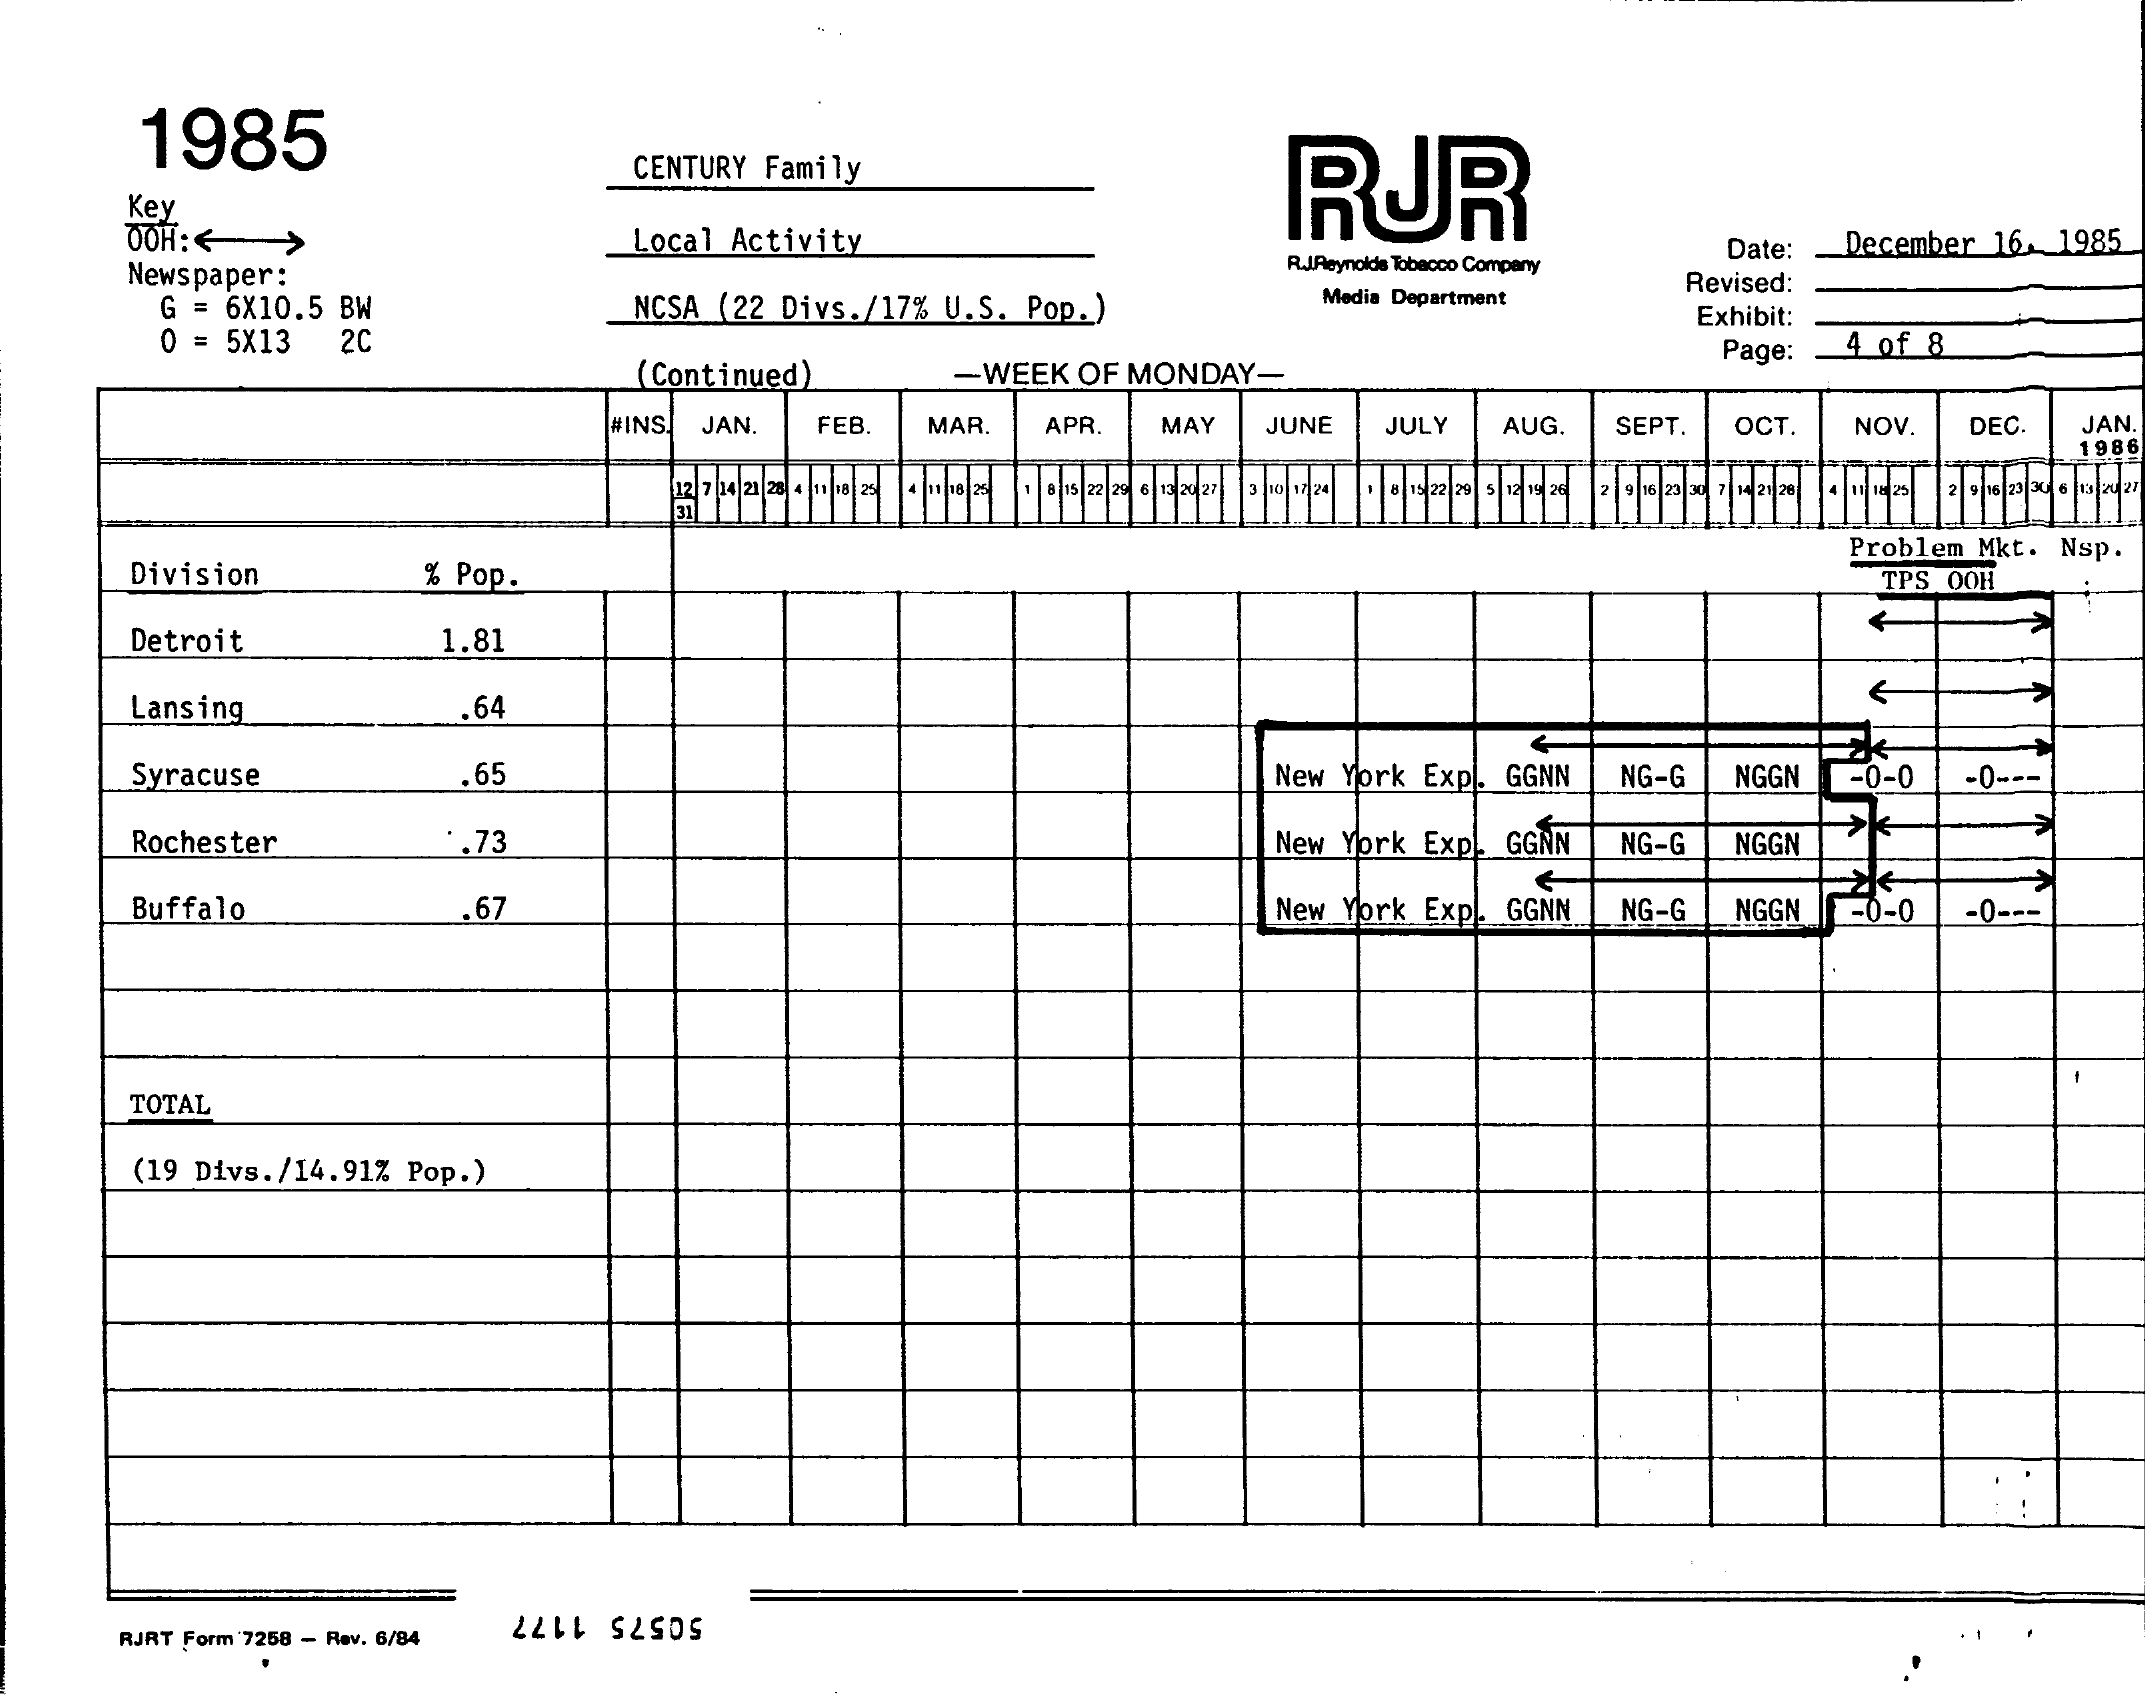 1985
CENTURY Family
RJR
Key
OOH:
Local Activity
Date: December 16, 1985
R.J.Reynolds Tobacco Company
Newspaper:
Revised:
Media Department
G = 6X10.5 BW
NCSA (22 Divs./17% U.S. Pop.)
Exhibit:
O = 5X13 2C
Page: 4 of 8
(Continued) —WEEK OF MONDAY—
#INS. JAN. FEB. MAR. APR. MAY JUNE JULY AUG. SEPT. OCT. NOV. DEC. JAN.
1986
12 7 14 21 28 4 11 18 25 4 11 18 25 1 8 15 22 29 6 13 20 27 3 10 17 24 1 8 15 22 29 5 12 19 26 2 9 16 23 30 7 14 21 28 4 11 18 25 2 9 16 23 30 6 13 20 27
31
Problem Mkt. Nsp.
Division % Pop.
TPS OOH
Detroit 1.81
Lansing .64
Syracuse .65 New York Exp. GGNN NG-G NGGN -O-O -O---
Rochester .73 New York Exp. GGNN NG-G NGGN
Buffalo .67 New York Exp. GGNN NG-G NGGN -O-O -O---
TOTAL
(19 Divs./14.91% Pop.)
RJRT Form 7258 — Rev. 6/84
50575 1177